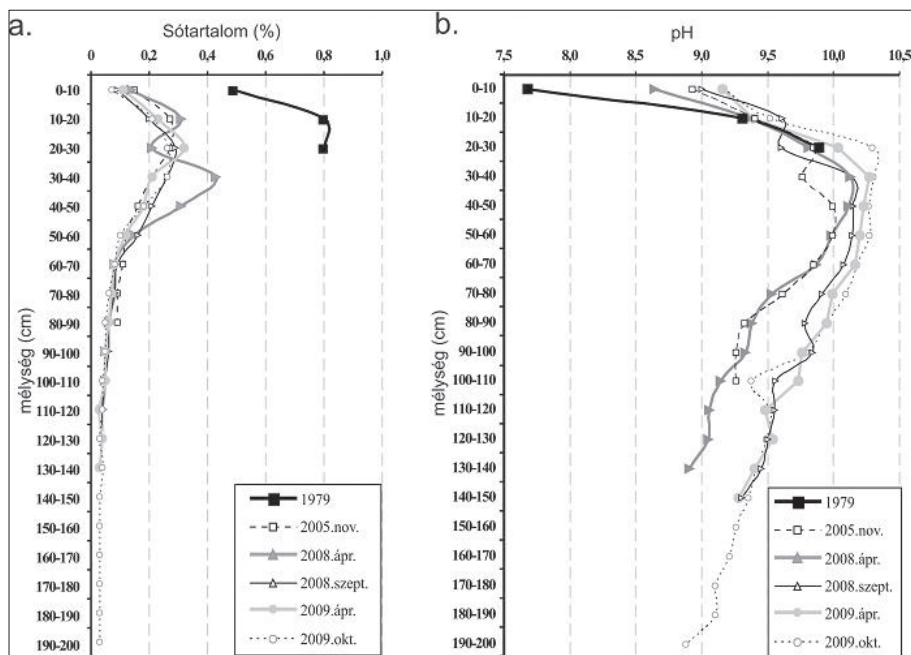 a.
Sótartalom (%)
0 0,2 0,4 0,6 0,8 1,0
mélység (cm)
0-10
10-20
20-30
30-40
40-50
50-60
60-70
70-80
80-90
90-100
100-110
110-120
120-130
130-140
140-150
150-160
160-170
170-180
180-190
190-200
1979
2005.nov.
2008.ápr.
2008.szept.
2009.ápr.
2009.okt.
b.
pH
7,5 8,0 8,5 9,0 9,5 10,0 10,5
mélység (cm)
0-10
10-20
20-30
30-40
40-50
50-60
60-70
70-80
80-90
90-100
100-110
110-120
120-130
130-140
140-150
150-160
160-170
170-180
180-190
190-200
1979
2005.nov.
2008.ápr.
2008.szept.
2009.ápr.
2009.okt.